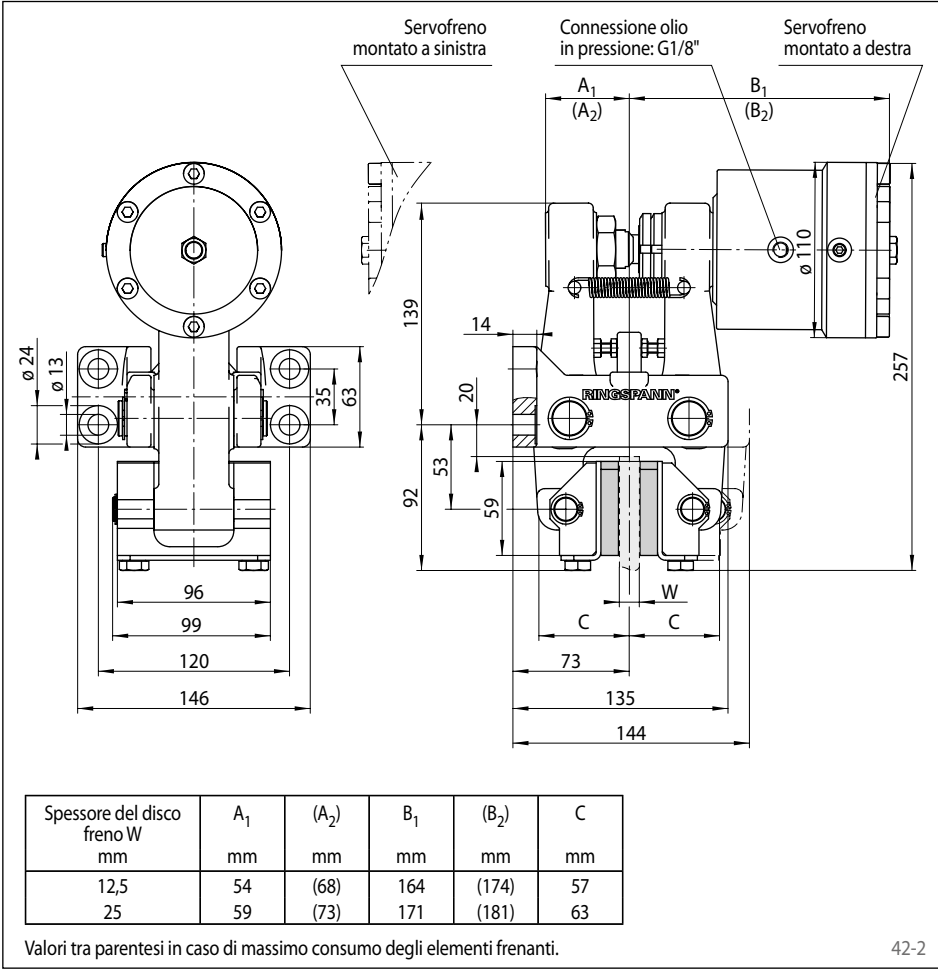 Servofreno
montato a sinistra
Connessione olio
in pressione: G1/8"
Servofreno
montato a destra
A₁
(A₂)
B₁
(B₂)
139
14
ø 110
257
ø 24
ø 13
35
63
20
RINGSPANN®
53
92
59
W
96
C
C
99
73
120
135
146
144
Spessore del disco freno W mm
A₁ mm
(A₂) mm
B₁ mm
(B₂) mm
C mm
12,5 54 (68) 164 (174) 57
25 59 (73) 171 (181) 63
Valori tra parentesi in caso di massimo consumo degli elementi frenanti.
42-2